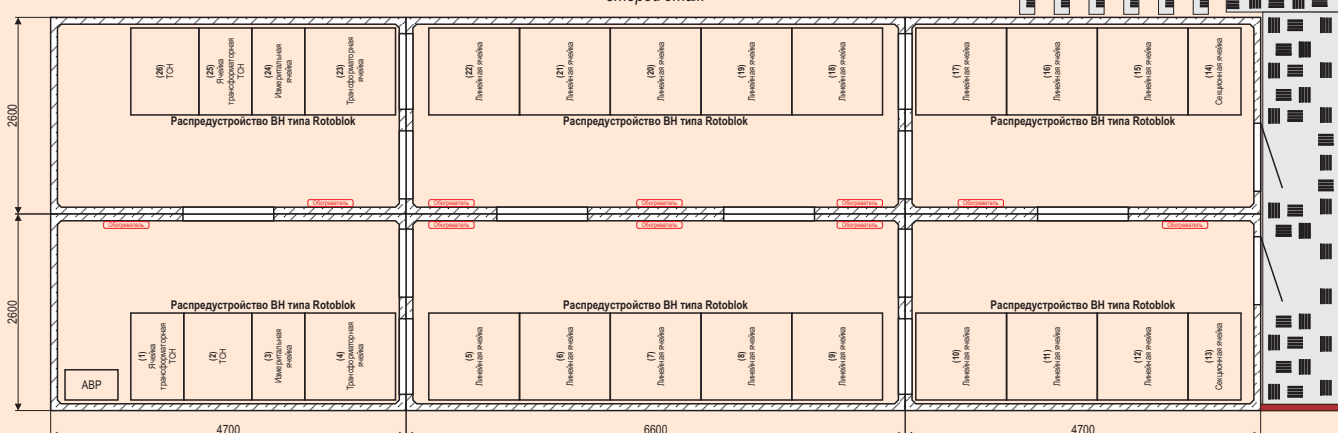 второй этаж
2600
(26)
ТСН
(25)
Ячейка
трансформаторная
ТСН
(24)
Измерительная
ячейка
(23)
Трансформаторная
ячейка
(22)
Линейная ячейка
(21)
Линейная ячейка
(20)
Линейная ячейка
(19)
Линейная ячейка
(18)
Линейная ячейка
(17)
Линейная ячейка
(16)
Линейная ячейка
(15)
Линейная ячейка
(14)
Секционная ячейка
Распредустройство ВН типа Rotoblok
Распредустройство ВН типа Rotoblok
Распредустройство ВН типа Rotoblok
Обогреватель
Обогреватель
Обогреватель
Обогреватель
Обогреватель
Обогреватель
Обогреватель
Обогреватель
Обогреватель
Обогреватель
2600
Распредустройство ВН типа Rotoblok
Распредустройство ВН типа Rotoblok
Распредустройство ВН типа Rotoblok
АВР
(1)
Ячейка
трансформаторная
ТСН
(2)
ТСН
(3)
Измерительная
ячейка
(4)
Трансформаторная
ячейка
(5)
Линейная ячейка
(6)
Линейная ячейка
(7)
Линейная ячейка
(8)
Линейная ячейка
(9)
Линейная ячейка
(10)
Линейная ячейка
(11)
Линейная ячейка
(12)
Линейная ячейка
(13)
Секционная ячейка
4700
6600
4700